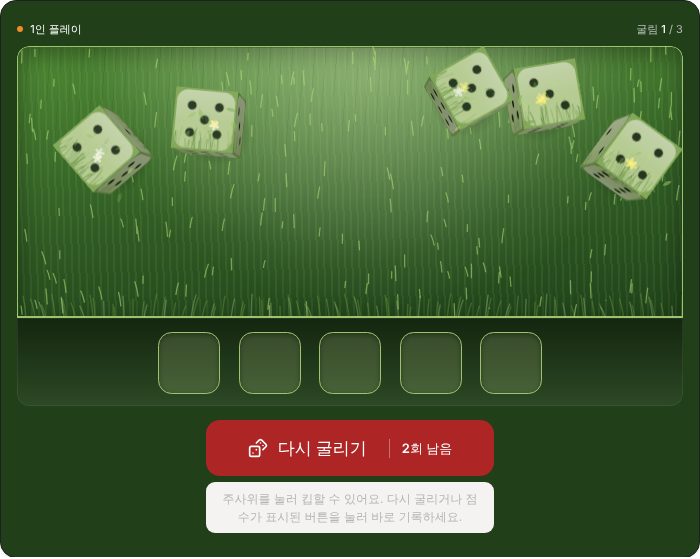 1인 플레이
굴림 1 / 3
다시 굴리기
2회 남음
주사위를 눌러 킵할 수 있어요. 다시 굴리거나 점
수가 표시된 버튼을 눌러 바로 기록하세요.